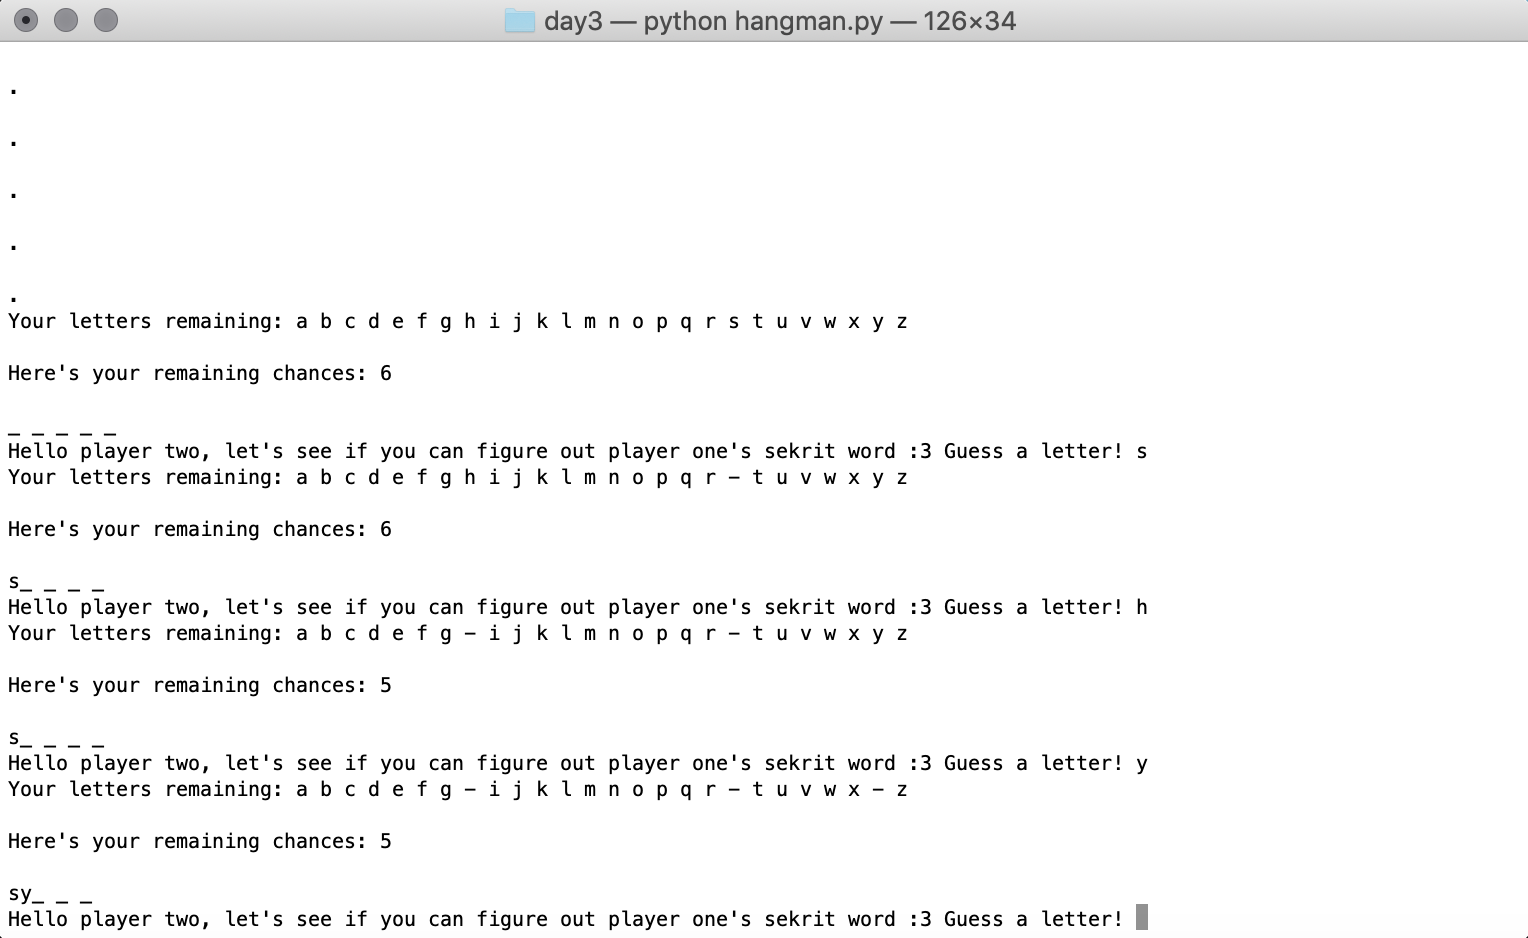 day3 — python hangman.py — 126×34
.
.
.
.
.
Your letters remaining: a b c d e f g h i j k l m n o p q r s t u v w x y z
Here's your remaining chances: 6
_ _ _ _ _
Hello player two, let's see if you can figure out player one's sekrit word :3 Guess a letter! s
Your letters remaining: a b c d e f g h i j k l m n o p q r - t u v w x y z
Here's your remaining chances: 6
s_ _ _ _
Hello player two, let's see if you can figure out player one's sekrit word :3 Guess a letter! h
Your letters remaining: a b c d e f g - i j k l m n o p q r - t u v w x y z
Here's your remaining chances: 5
s_ _ _ _
Hello player two, let's see if you can figure out player one's sekrit word :3 Guess a letter! y
Your letters remaining: a b c d e f g - i j k l m n o p q r - t u v w x - z
Here's your remaining chances: 5
sy_ _ _
Hello player two, let's see if you can figure out player one's sekrit word :3 Guess a letter!